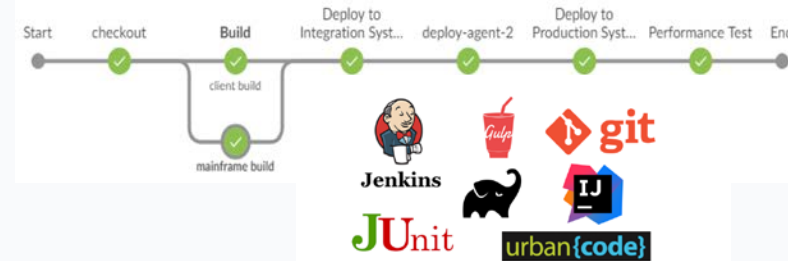 Start
checkout
Build
Deploy to
Integration Syst...
deploy-agent-2
Deploy to
Production Syst...
Performance Test
End
client build
mainframe build
Jenkins
Gulp
git
IJ
JUnit
urban{code}